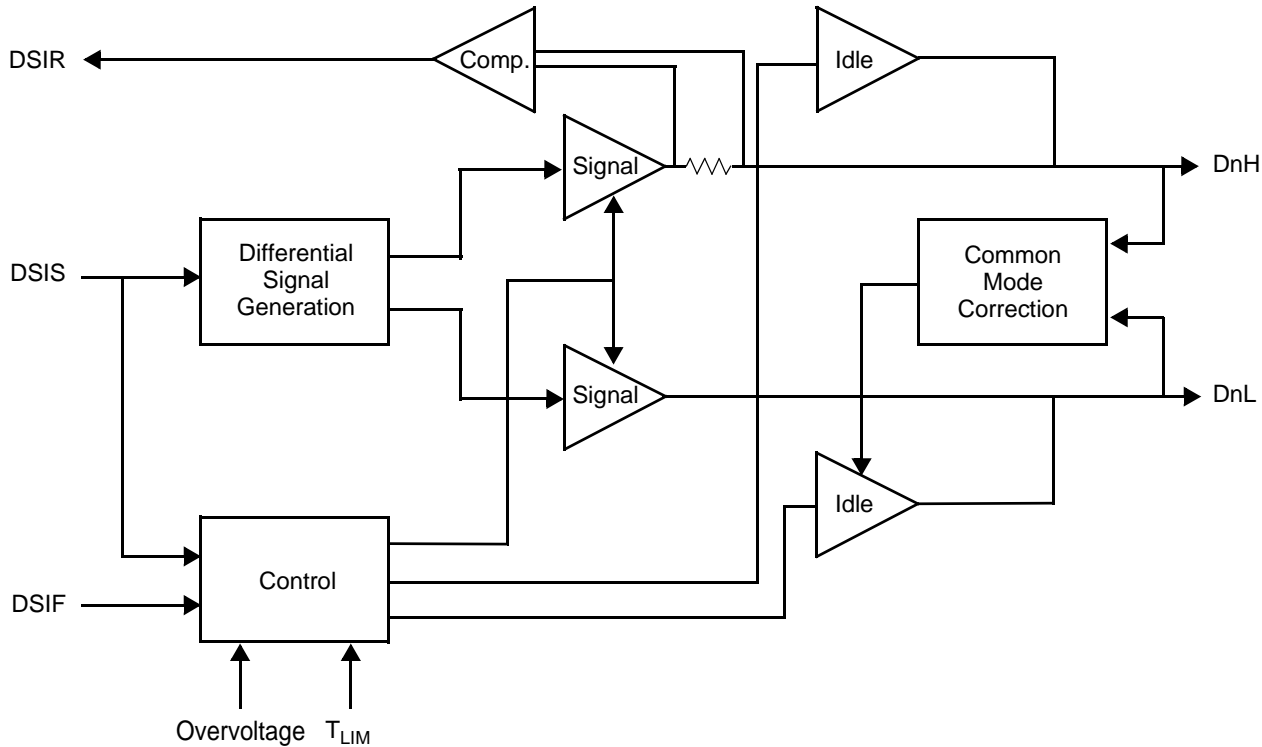 DSIR
Comp.
Idle
Signal
DnH
DSIS
Differential
Signal
Generation
Common
Mode
Correction
Signal
DnL
Idle
Control
DSIF
Overvoltage
TLIM